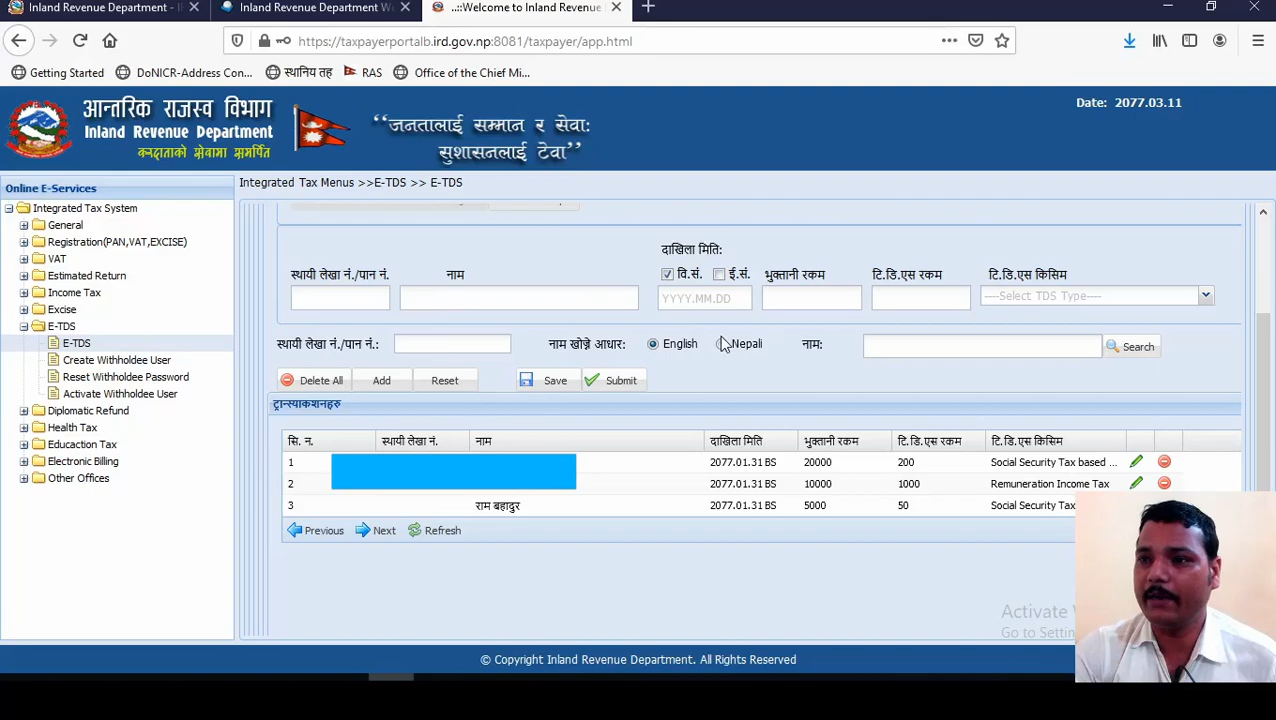 Inland Revenue Department - I
Inland Revenue Department W
..::Welcome to Inland Revenue
https://taxpayerportalb.ird.gov.np:8081/taxpayer/app.html
Getting Started DoNICR-Address Con... स्थानिय तह RAS Office of the Chief Mi...
आन्तरिक राजस्व विभाग
Inland Revenue Department
करदाताको सेवामा समर्पित
“जनतालाई सम्मान र सेवा:
सुशासनलाई टेवा”
Date: 2077.03.11
Online E-Services
Integrated Tax System
General
Registration(PAN,VAT,EXCISE)
VAT
Estimated Return
Income Tax
Excise
E-TDS
E-TDS
Create Withholdee User
Reset Withholdee Password
Activate Withholdee User
Diplomatic Refund
Health Tax
Educaction Tax
Electronic Billing
Other Offices
Integrated Tax Menus >>E-TDS >> E-TDS
दाखिला मिति:
स्थायी लेखा नं./पान नं. नाम वि.सं. ई.सं. भुक्तानी रकम टि.डि.एस रकम टि.डि.एस किसिम
YYYY.MM.DD ----Select TDS Type----
स्थायी लेखा नं./पान नं.: नाम खोज्ने आधार: English Nepali नाम: Search
Delete All Add Reset Save Submit
ट्रान्स्याकशनहरु
सि. न. स्थायी लेखा नं. नाम दाखिला मिति भुक्तानी रकम टि.डि.एस रकम टि.डि.एस किसिम
1 2077.01.31 BS 20000 200 Social Security Tax based ...
2 2077.01.31 BS 10000 1000 Remuneration Income Tax
3 राम बहादुर 2077.01.31 BS 5000 50 Social Security Tax
Previous Next Refresh
Activate
Go to Settin
© Copyright Inland Revenue Department. All Rights Reserved